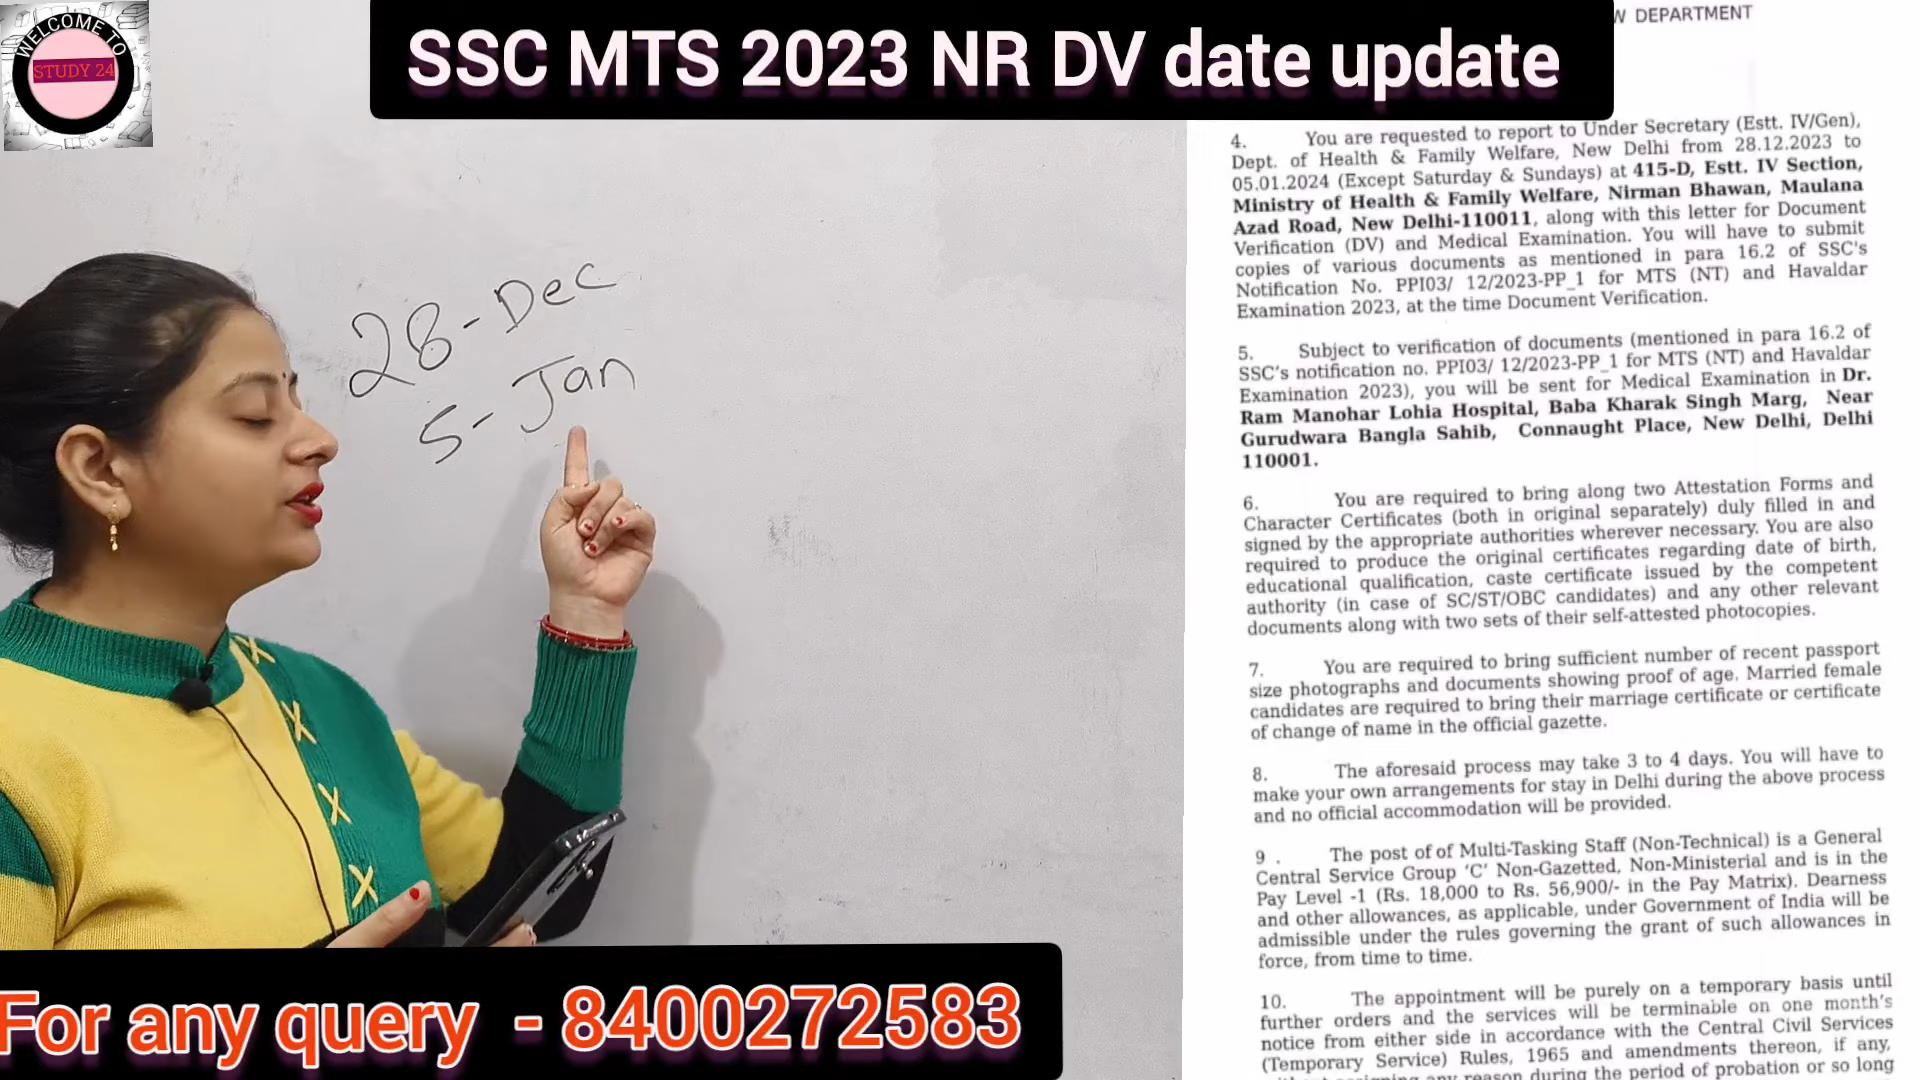 WELCOME TO
STUDY 24
SSC MTS 2023 NR DV date update
28-Dec
5-Jan
For any query - 8400272583
DEPARTMENT
4. You are requested to report to Under Secretary (Estt. IV/Gen),
Dept. of Health & Family Welfare, New Delhi from 28.12.2023 to
05.01.2024 (Except Saturday & Sundays) at 415-D, Estt. IV Section,
Ministry of Health & Family Welfare, Nirman Bhawan, Maulana
Azad Road, New Delhi-110011, along with this letter for Document
Verification (DV) and Medical Examination. You will have to submit
copies of various documents as mentioned in para 16.2 of SSC's
Notification No. PPI03/ 12/2023-PP_1 for MTS (NT) and Havaldar
Examination 2023, at the time Document Verification.
5. Subject to verification of documents (mentioned in para 16.2 of
SSC's notification no. PPI03/ 12/2023-PP_1 for MTS (NT) and Havaldar
Examination 2023), you will be sent for Medical Examination in Dr.
Ram Manohar Lohia Hospital, Baba Kharak Singh Marg, Near
Gurudwara Bangla Sahib, Connaught Place, New Delhi, Delhi
110001.
6. You are required to bring along two Attestation Forms and
Character Certificates (both in original separately) duly filled in and
signed by the appropriate authorities wherever necessary. You are also
required to produce the original certificates regarding date of birth,
educational qualification, caste certificate issued by the competent
authority (in case of SC/ST/OBC candidates) and any other relevant
documents along with two sets of their self-attested photocopies.
7. You are required to bring sufficient number of recent passport
size photographs and documents showing proof of age. Married female
candidates are required to bring their marriage certificate or certificate
of change of name in the official gazette.
8. The aforesaid process may take 3 to 4 days. You will have to
make your own arrangements for stay in Delhi during the above process
and no official accommodation will be provided.
9 . The post of of Multi-Tasking Staff (Non-Technical) is a General
Central Service Group 'C' Non-Gazetted, Non-Ministerial and is in the
Pay Level -1 (Rs. 18,000 to Rs. 56,900/- in the Pay Matrix). Dearness
and other allowances, as applicable, under Government of India will be
admissible under the rules governing the grant of such allowances in
force, from time to time.
10. The appointment will be purely on a temporary basis until
further orders and the services will be terminable on one month's
notice from either side in accordance with the Central Civil Services
(Temporary Service) Rules, 1965 and amendments thereon, if any,
reason during the period of probation or so long